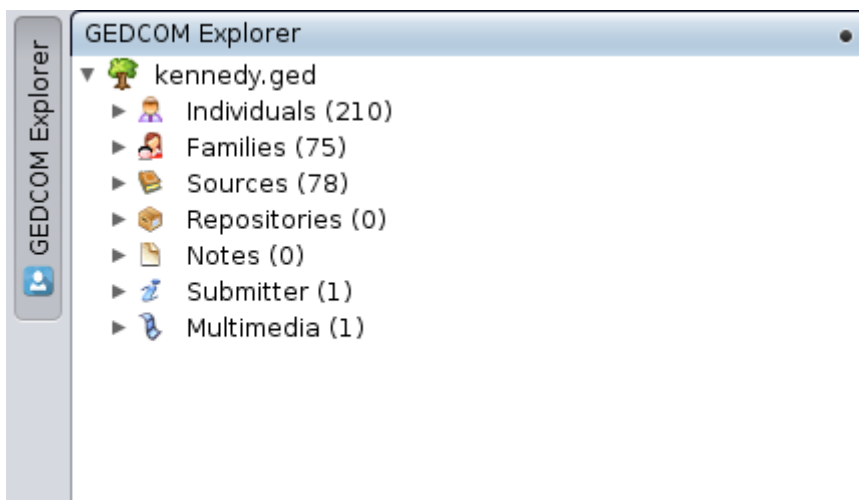 GEDCOM Explorer
GEDCOM Explorer
kennedy.ged
Individuals (210)
Families (75)
Sources (78)
Repositories (0)
Notes (0)
Submitter (1)
Multimedia (1)